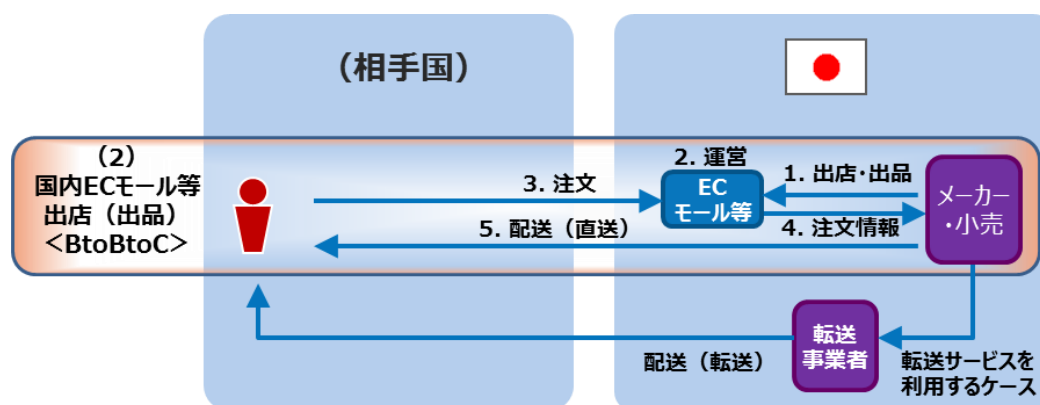 （相手国）
（2）
国内ECモール等
出店（出品）
＜BtoBtoC＞
3. 注文
2. 運営
EC
モール等
1. 出店・出品
メーカー
・小売
5. 配送（直送）
4. 注文情報
配送（転送）
転送
事業者
転送サービスを
利用するケース